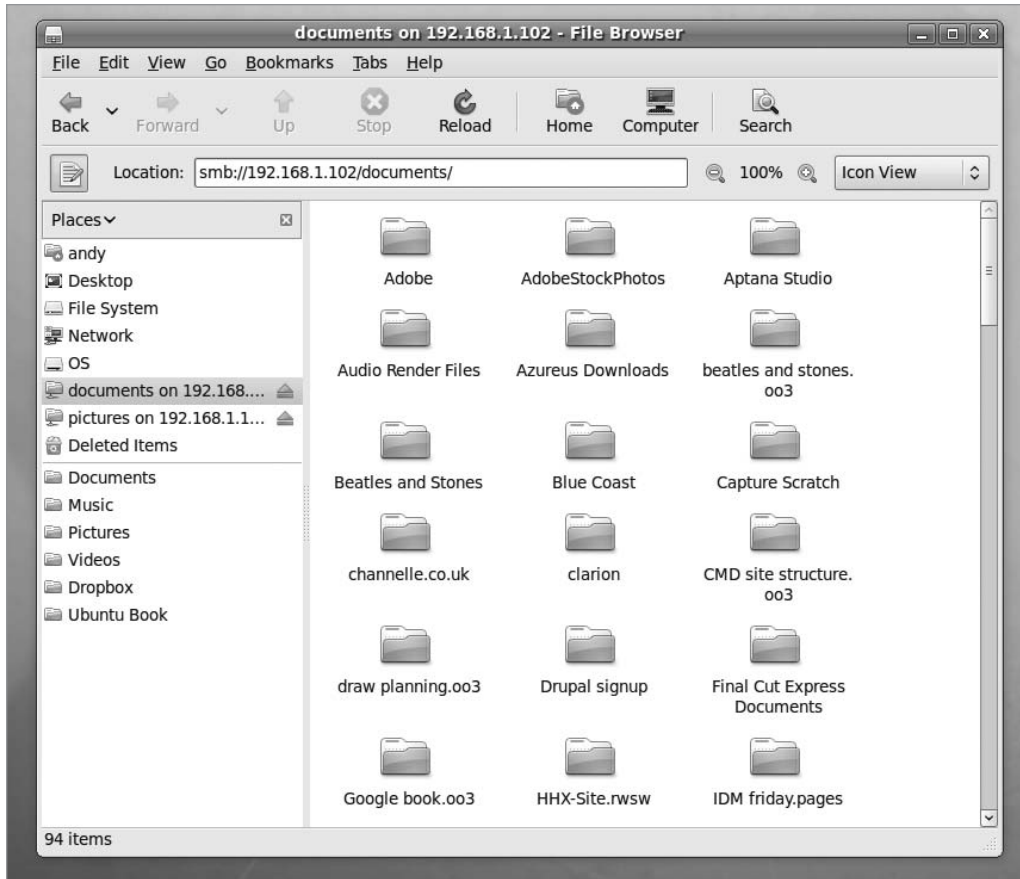 documents on 192.168.1.102 - File Browser
File Edit View Go Bookmarks Tabs Help
Back Forward Up Stop Reload Home Computer Search
Location: smb://192.168.1.102/documents/ 100% Icon View
Places
andy
Desktop
File System
Network
OS
documents on 192.168....
pictures on 192.168.1.1...
Deleted Items
Documents
Music
Pictures
Videos
Dropbox
Ubuntu Book
Adobe AdobeStockPhotos Aptana Studio
Audio Render Files Azureus Downloads beatles and stones.
oo3
Beatles and Stones Blue Coast Capture Scratch
channelle.co.uk clarion CMD site structure.
oo3
draw planning.oo3 Drupal signup Final Cut Express
Documents
Google book.oo3 HHX-Site.rwsw IDM friday.pages
94 items